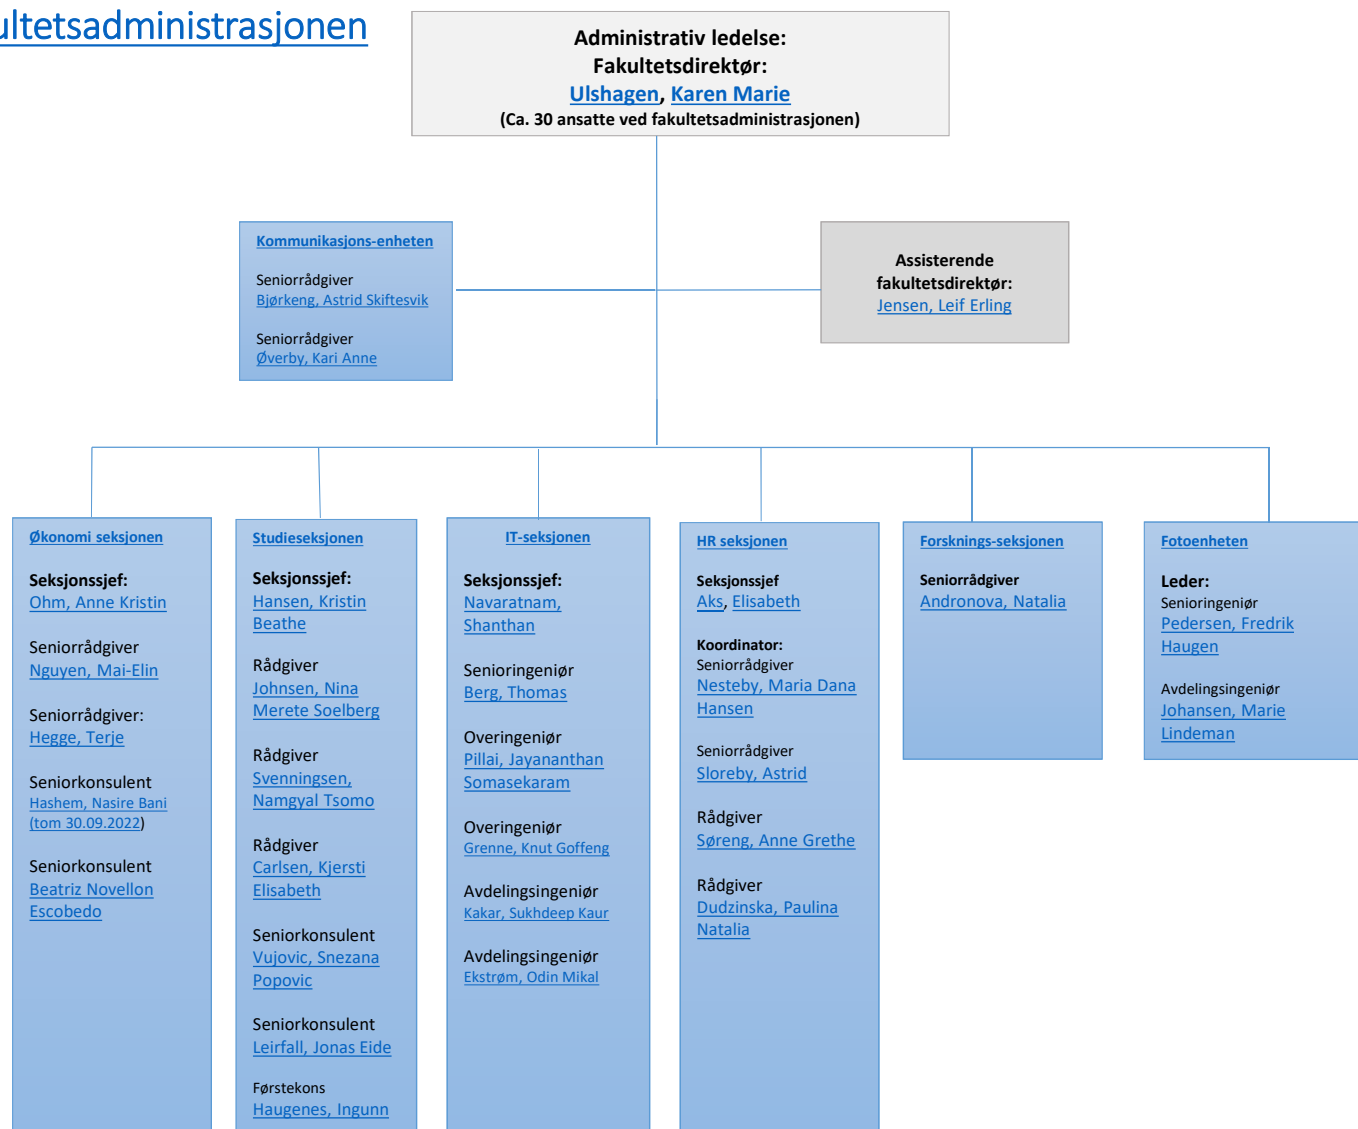 ultetsadministrasjonen
Administrativ ledelse:
Fakultetsdirektør:
Ulshagen, Karen Marie
(Ca. 30 ansatte ved fakultetsadministrasjonen)
Kommunikasjons-enheten
Seniorrådgiver
Bjørkeng, Astrid Skiftesvik
Seniorrådgiver
Øverby, Kari Anne
Assisterende
fakultetsdirektør:
Jensen, Leif Erling
Økonomi seksjonen
Seksjonssjef:
Ohm, Anne Kristin
Seniorrådgiver
Nguyen, Mai-Elin
Seniorrådgiver:
Hegge, Terje
Seniorkonsulent
Hashem, Nasire Bani
(tom 30.09.2022)
Seniorkonsulent
Beatriz Novellon
Escobedo
Studieseksjonen
Seksjonssjef:
Hansen, Kristin
Beathe
Rådgiver
Johnsen, Nina
Merete Soelberg
Rådgiver
Svenningsen,
Namgyal Tsomo
Rådgiver
Carlsen, Kjersti
Elisabeth
Seniorkonsulent
Vujovic, Snezana
Popovic
Seniorkonsulent
Leirfall, Jonas Eide
Førstekons
Haugenes, Ingunn
IT-seksjonen
Seksjonssjef:
Navaratnam,
Shanthan
Senioringeniør
Berg, Thomas
Overingeniør
Pillai, Jayananthan
Somasekaram
Overingeniør
Grenne, Knut Goffeng
Avdelingsingeniør
Kakar, Sukhdeep Kaur
Avdelingsingeniør
Ekstrøm, Odin Mikal
HR seksjonen
Seksjonssjef
Aks, Elisabeth
Koordinator:
Seniorrådgiver
Nesteby, Maria Dana
Hansen
Seniorrådgiver
Sloreby, Astrid
Rådgiver
Søreng, Anne Grethe
Rådgiver
Dudzinska, Paulina
Natalia
Forsknings-seksjonen
Seniorrådgiver
Andronova, Natalia
Fotoenheten
Leder:
Senioringeniør
Pedersen, Fredrik
Haugen
Avdelingsingeniør
Johansen, Marie
Lindeman